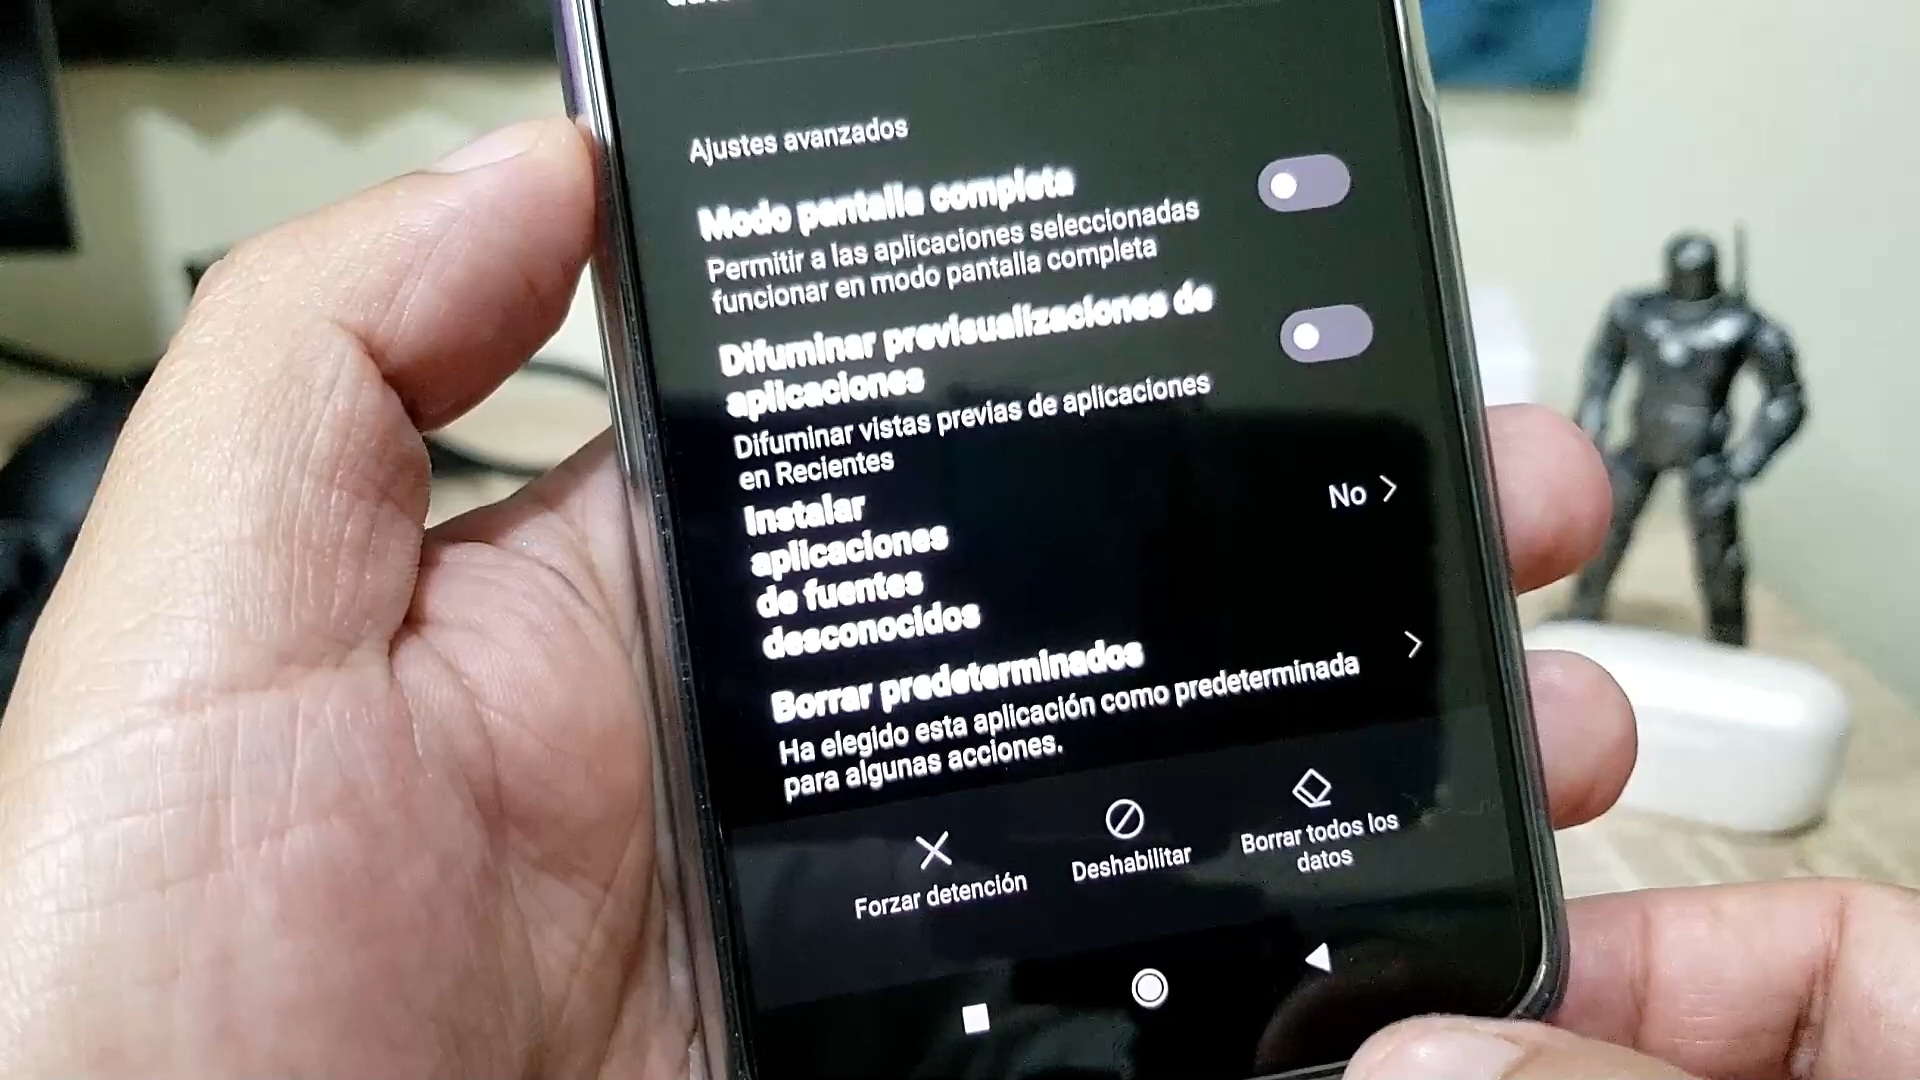 Ajustes avanzados
Modo pantalla completa
Permitir a las aplicaciones seleccionadas
funcionar en modo pantalla completa
Difuminar previsualizaciones de
aplicaciones
Difuminar vistas previas de aplicaciones
en Recientes
Instalar
aplicaciones
de fuentes
desconocidos
No
Borrar predeterminados
Ha elegido esta aplicación como predeterminada
para algunas acciones.
Forzar detención
Deshabilitar
Borrar todos los
datos